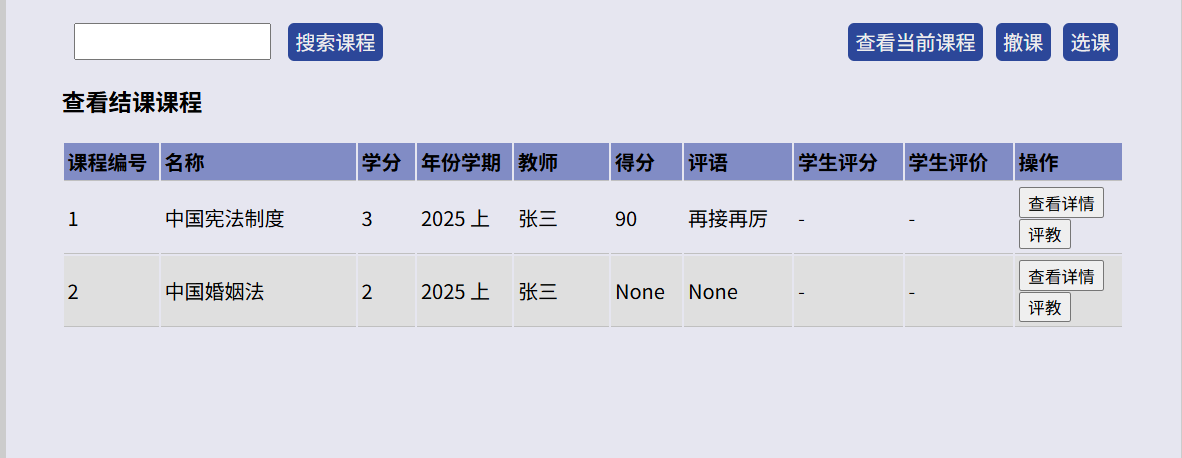 搜索课程 查看当前课程 撤课 选课
查看结课课程
课程编号 名称 学分 年份学期 教师 得分 评语 学生评分 学生评价 操作
1 中国宪法制度 3 2025 上 张三 90 再接再厉 - - 查看详情
评教
2 中国婚姻法 2 2025 上 张三 None None - - 查看详情
评教